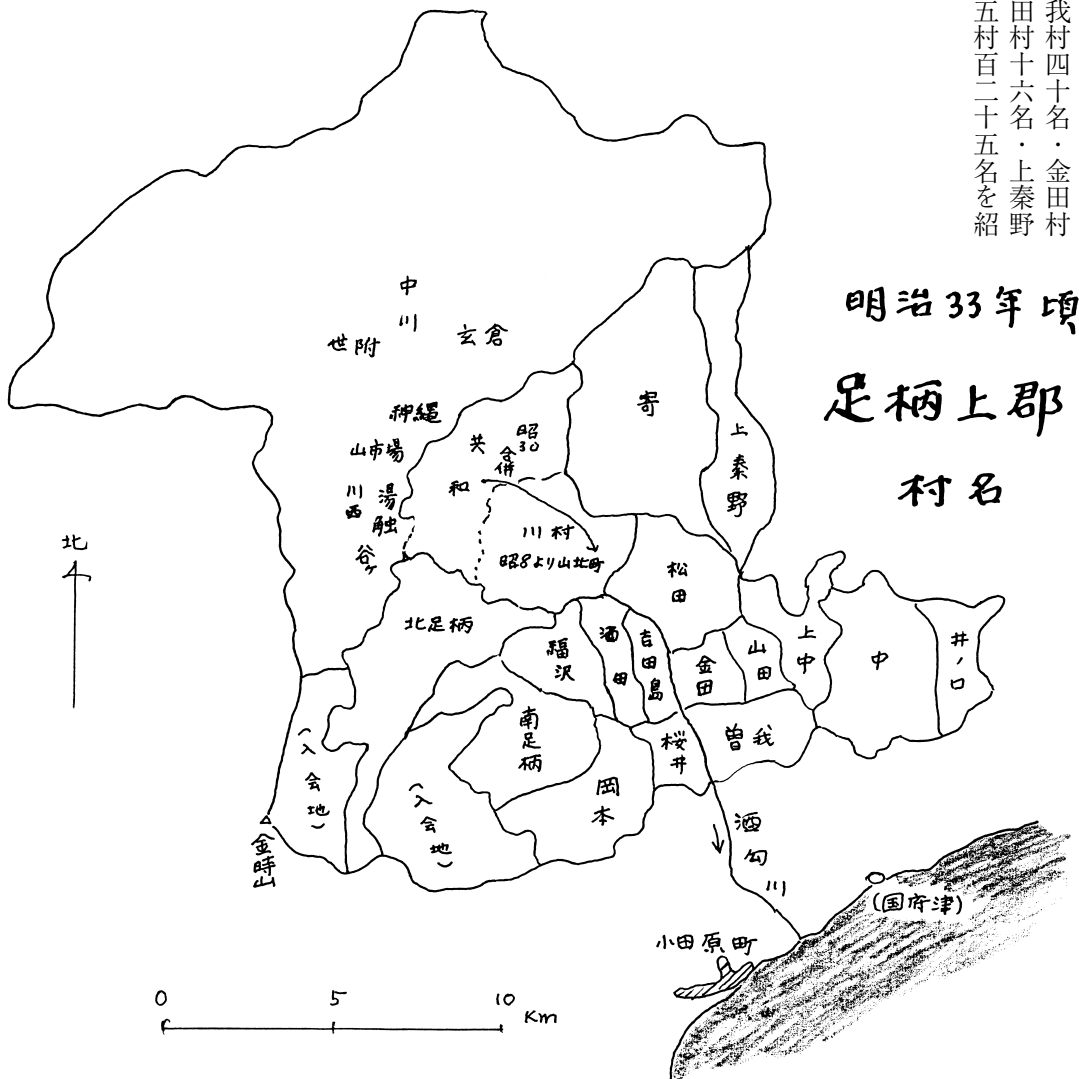 我村四十名・金田村
田村十六名・上秦野
五村百二十五名を紹
明治33年頃
足柄上郡
村名
中川
世附
玄倉
神縄
山市場
川西
湯触
谷ヶ
共和
昭30
合併
寄
上秦野
川村
昭8より山北町
松田
北足柄
福沢
酒田
吉田島
金田
山田
上中
中
井ノ口
南足柄
岡本
桜井
曽我
(入会地)
(入会地)
金時山
酒匂川
(国府津)
小田原町
北
0
5
10
Km